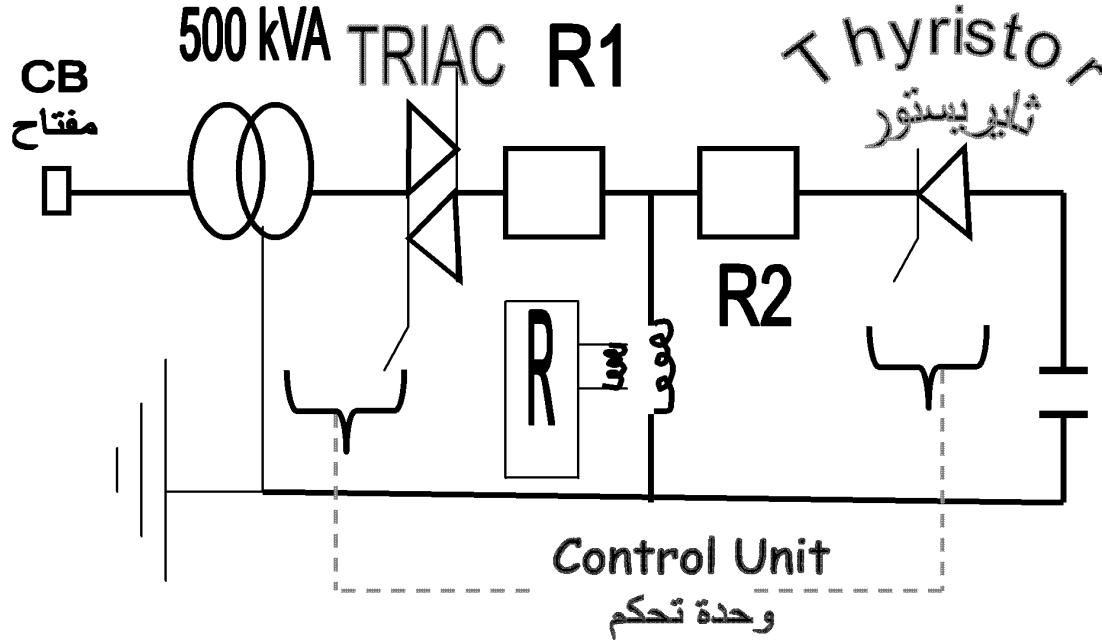 500 kVA
TRIAC
R1
Thyristor
ثايريستور
CB
مفتاح
R2
R
Control Unit
وحدة تحكم